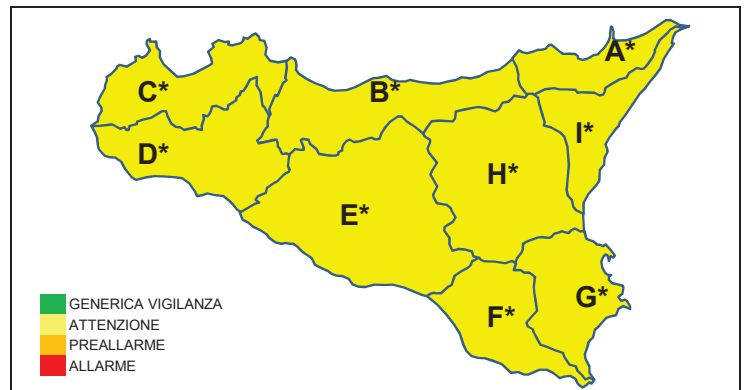 A*
C*
B*
I*
D*
H*
E*
G*
F*
GENERICA VIGILANZA
ATTENZIONE
PREALLARME
ALLARME